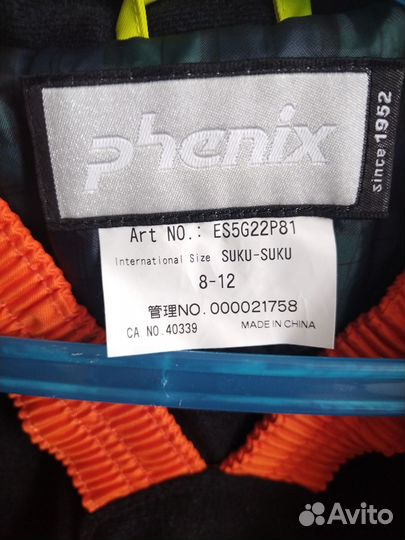 phenix
since 1952
Art NO.: ES5G22P81
International Size SUKU-SUKU
8-12
管理NO.000021758
CA NO.40339 MADE IN CHINA
Avito